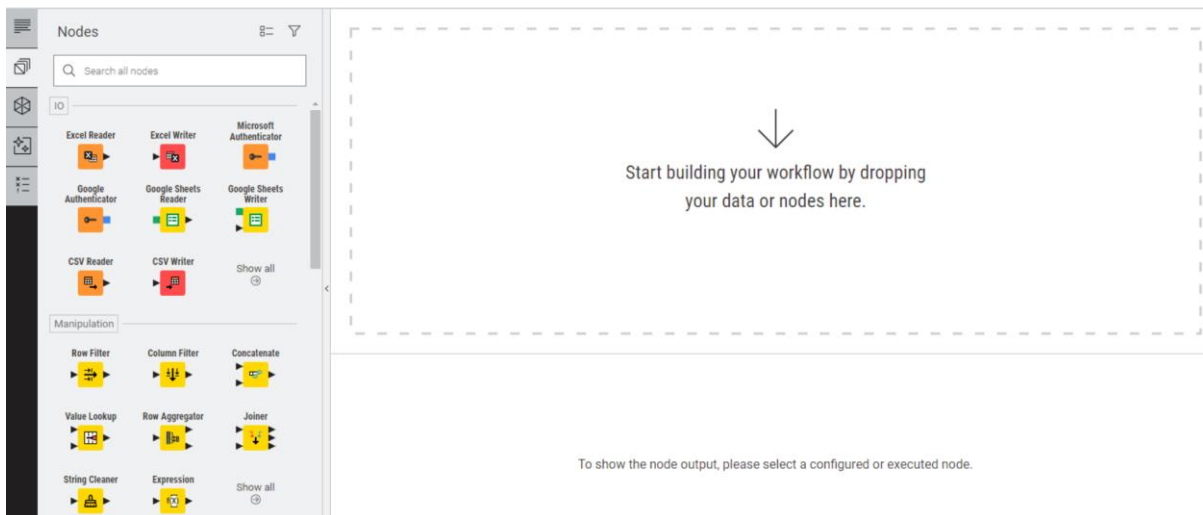 Nodes
Search all nodes
IO
Excel Reader
Excel Writer
Microsoft
Authenticator
Google
Authenticator
Google Sheets
Reader
Google Sheets
Writer
CSV Reader
CSV Writer
Show all
Manipulation
Row Filter
Column Filter
Concatenate
Value Lookup
Row Aggregator
Joiner
String Cleaner
Expression
Show all
Start building your workflow by dropping
your data or nodes here.
To show the node output, please select a configured or executed node.